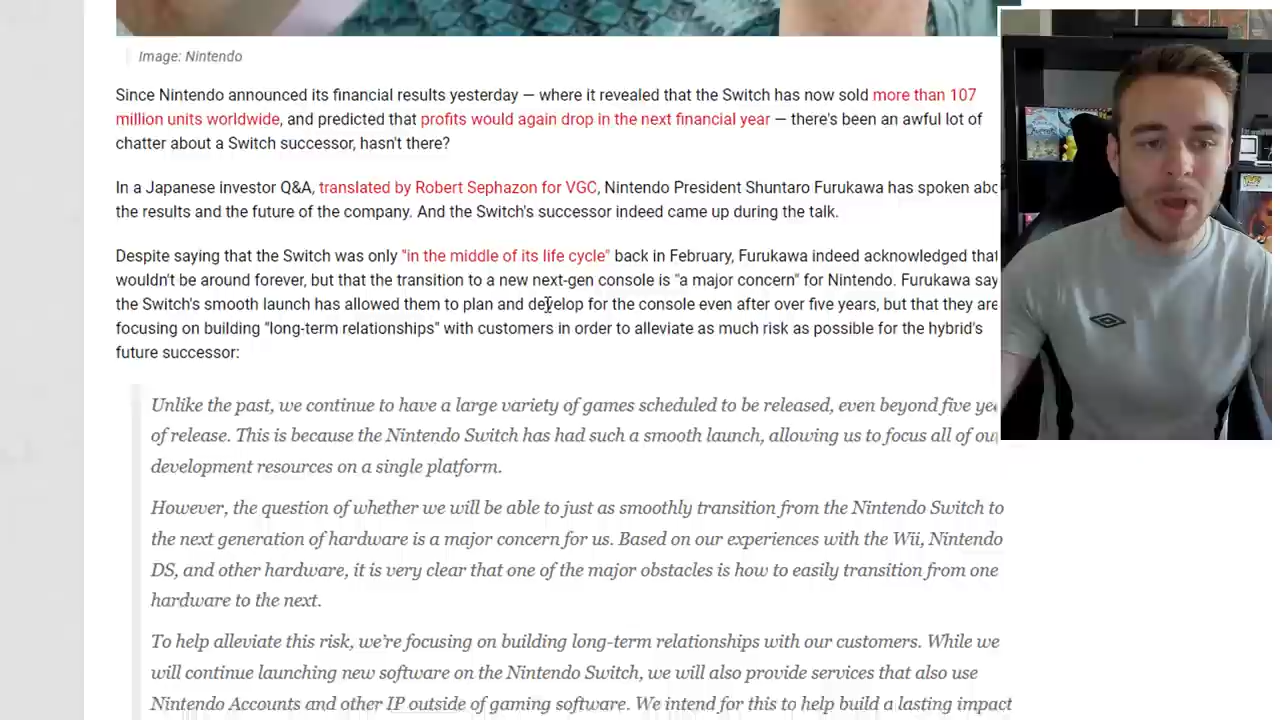 Image: Nintendo
Since Nintendo announced its financial results yesterday — where it revealed that the Switch has now sold more than 107
million units worldwide, and predicted that profits would again drop in the next financial year — there's been an awful lot of
chatter about a Switch successor, hasn't there?
In a Japanese investor Q&A, translated by Robert Sephazon for VGC, Nintendo President Shuntaro Furukawa has spoken
the results and the future of the company. And the Switch's successor indeed came up during the talk.
Despite saying that the Switch was only "in the middle of its life cycle" back in February, Furukawa indeed acknowledged that
wouldn't be around forever, but that the transition to a new next-gen console is "a major concern" for Nintendo. Furukawa
the Switch's smooth launch has allowed them to plan and develop for the console even after over five years, but that they are
focusing on building "long-term relationships" with customers in order to alleviate as much risk as possible for the hybrid's
future successor:
Unlike the past, we continue to have a large variety of games scheduled to be released, even beyond five
of release. This is because the Nintendo Switch has had such a smooth launch, allowing us to focus all of
development resources on a single platform.
However, the question of whether we will be able to just as smoothly transition from the Nintendo Switch to
the next generation of hardware is a major concern for us. Based on our experiences with the Wii, Nintendo
DS, and other hardware, it is very clear that one of the major obstacles is how to easily transition from one
hardware to the next.
To help alleviate this risk, we're focusing on building long-term relationships with our customers. While we
will continue launching new software on the Nintendo Switch, we will also provide services that also use
Nintendo Accounts and other IP outside of gaming software. We intend for this to help build a lasting impact